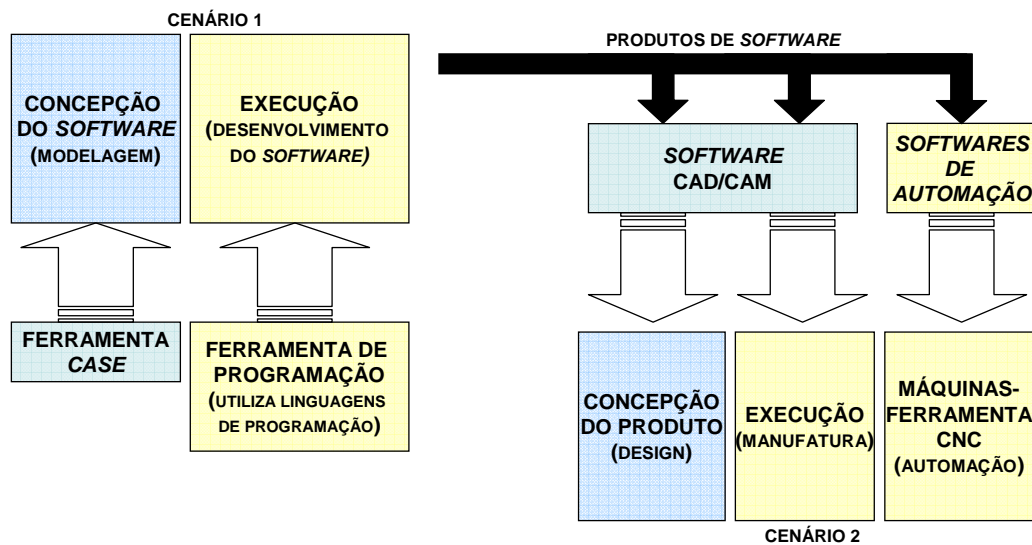 CENÁRIO 1
CONCEPÇÃO
DO SOFTWARE
(MODELAGEM)
EXECUÇÃO
(DESENVOLVIMENTO
DO SOFTWARE)
FERRAMENTA
CASE
FERRAMENTA DE
PROGRAMAÇÃO
(UTILIZA LINGUAGENS
DE PROGRAMAÇÃO)
PRODUTOS DE SOFTWARE
SOFTWARE
CAD/CAM
SOFTWARES
DE
AUTOMAÇÃO
CONCEPÇÃO
DO PRODUTO
(DESIGN)
EXECUÇÃO
(MANUFATURA)
MÁQUINAS-
FERRAMENTA
CNC
(AUTOMAÇÃO)
CENÁRIO 2